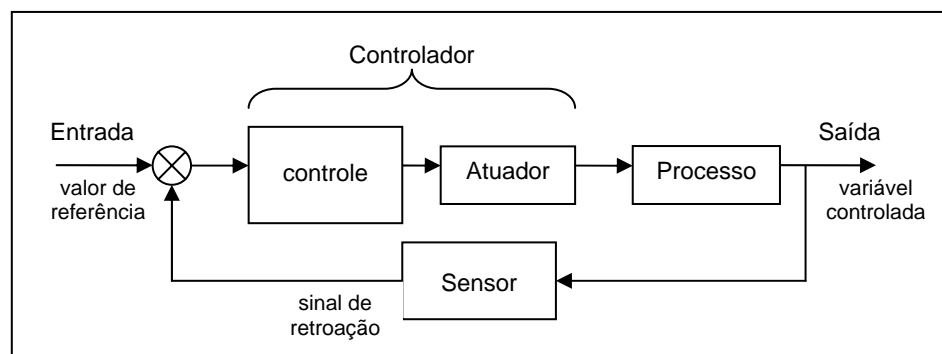 Controlador
Entrada
valor de
referência
controle
Atuador
Processo
Saída
variável
controlada
Sensor
sinal de
retroação